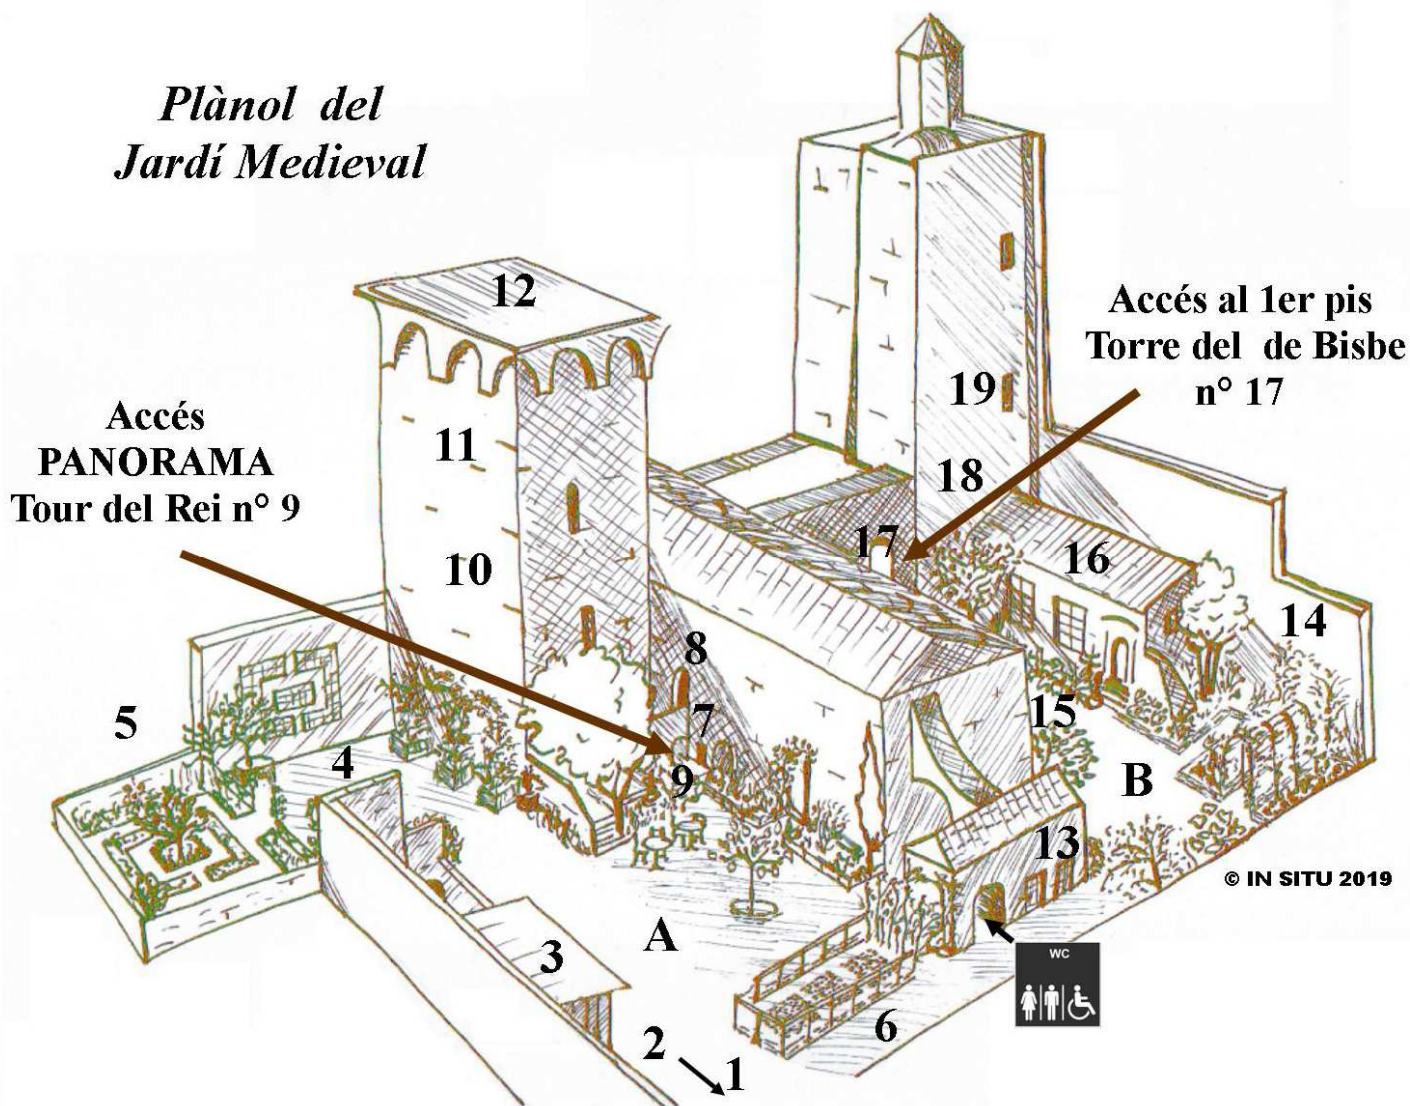 Plànol del
Jardí Medieval
12
Accés al 1er pis
Torre del de Bisbe
n° 17
19
Accés
PANORAMA
Tour del Rei n° 9
11
18
17
16
10
14
8
15
5
7
4
9
B
13
© IN SITU 2019
A
3
WC
6
2
1